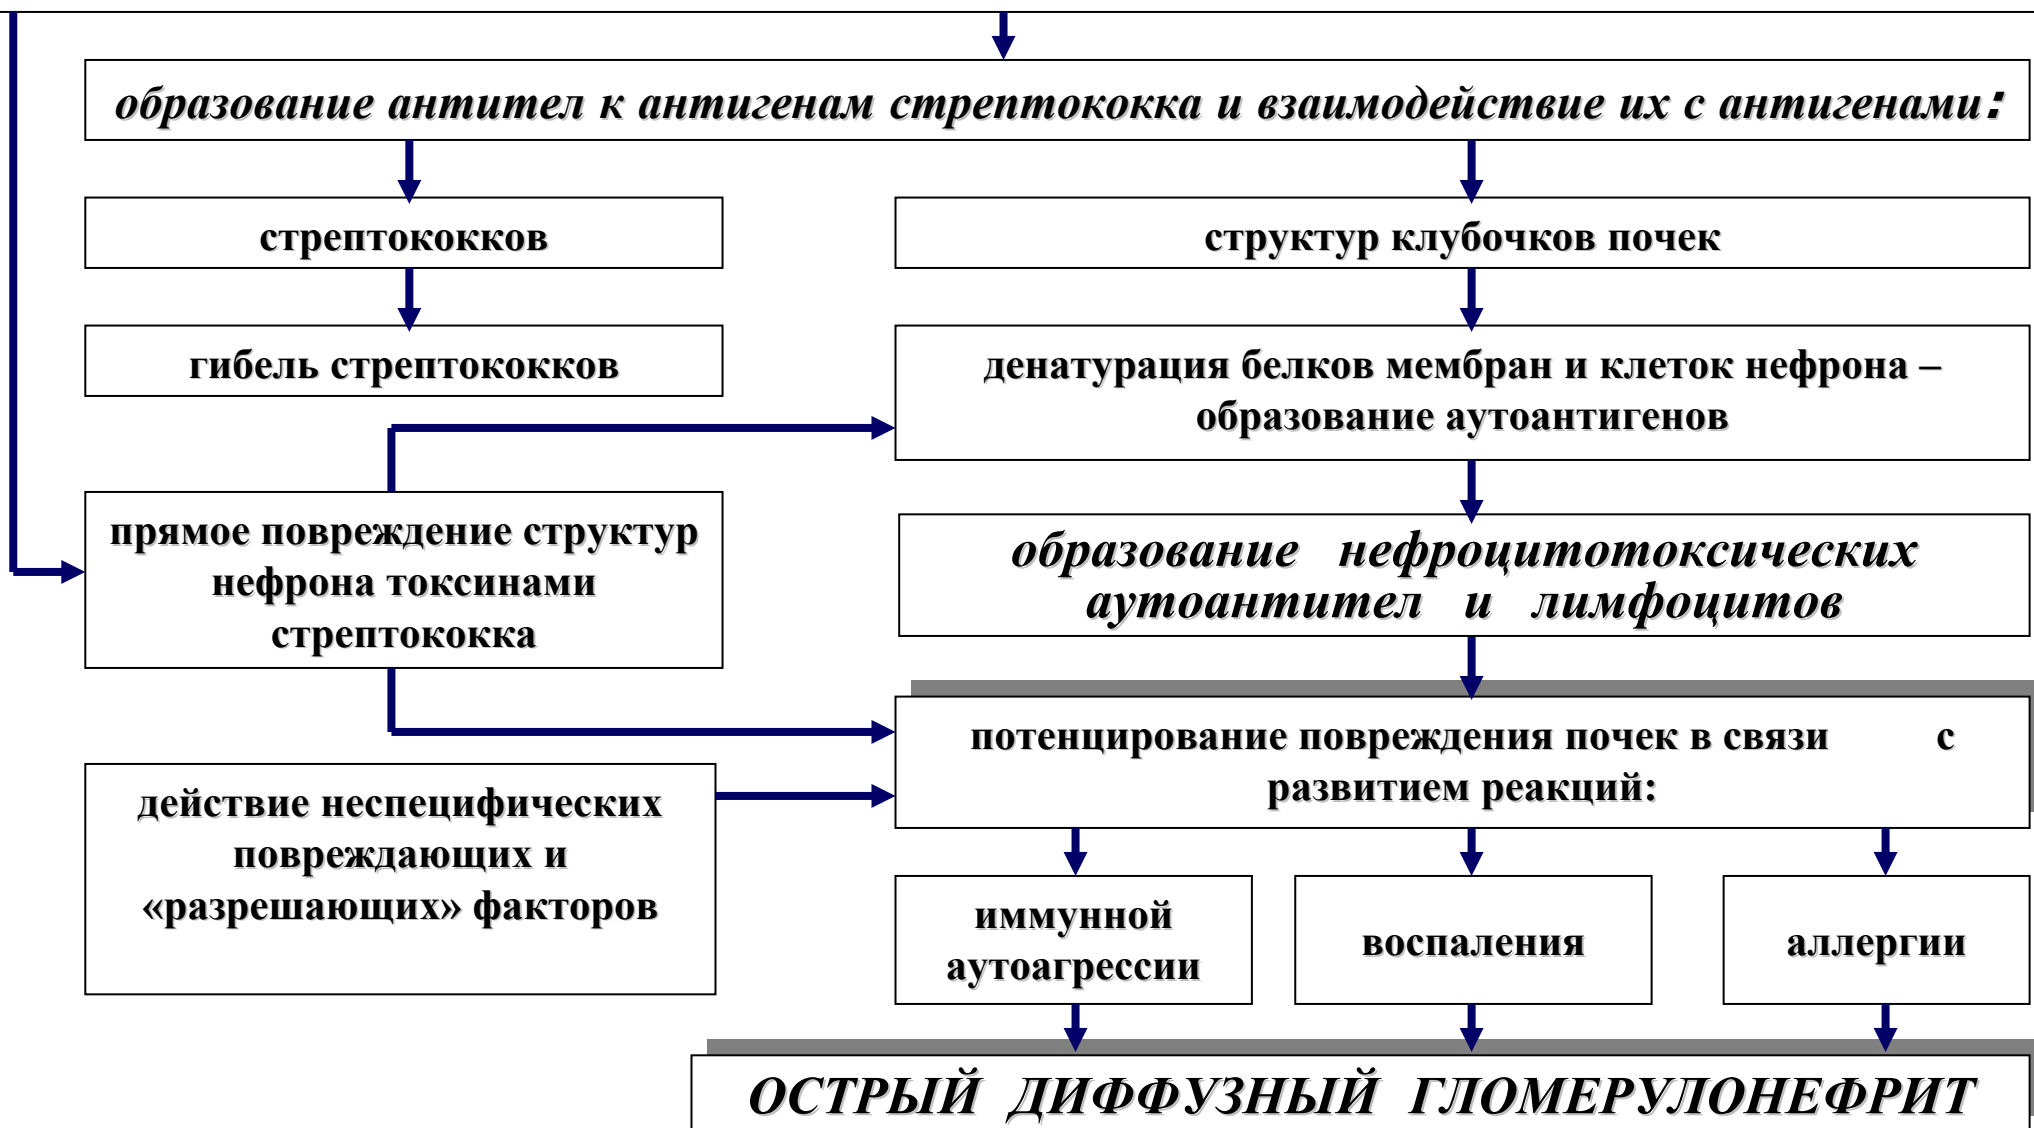 образование антител к антигенам стрептококка и взаимодействие их с антигенами:
стрептококков
структур клубочков почек
гибель стрептококков
денатурация белков мембран и клеток нефрона –
образование аутоантигенов
прямое повреждение структур
нефрона токсинами
стрептококка
образование нефроцитотоксических
аутоантител и лимфоцитов
потенцирование повреждения почек в связи с
развитием реакций:
действие неспецифических
повреждающих и
«разрешающих» факторов
иммунной
аутоагрессии
воспаления
аллергии
ОСТРЫЙ ДИФФУЗНЫЙ ГЛОМЕРУЛОНЕФРИТ